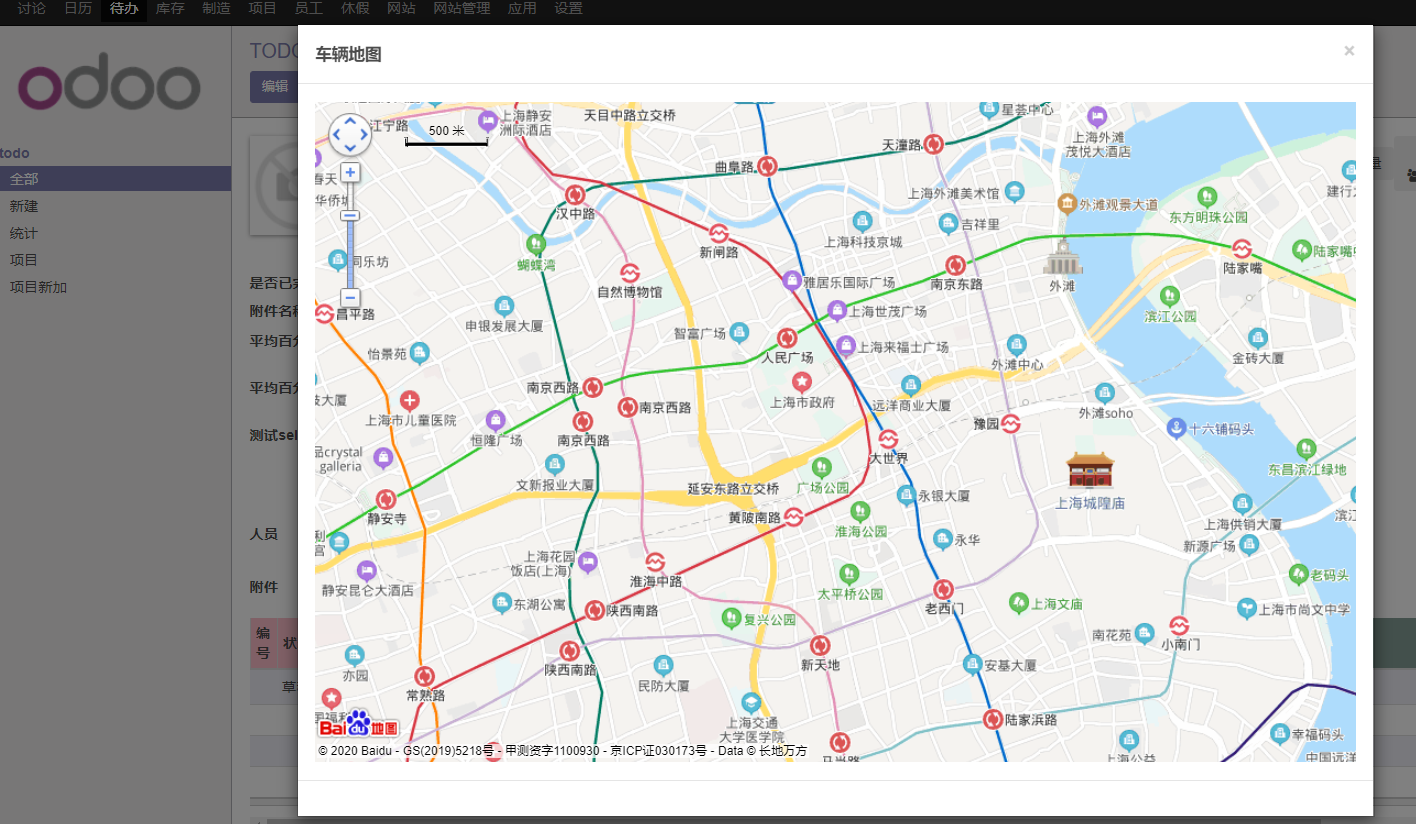 讨论 日历 待办 库存 制造 项目 员工 休假 网站 网站管理 应用 设置
odoo
todo
全部
新建
统计
项目
项目新加
TODO
编辑
是否已
附件名称
平均百分
平均百分
测试sel
人员
附件
编号
状
草
车辆地图
×
500 米
江宁路
上海静安
洲际酒店
天目中路立交桥
星荟中心
上海外滩
茂悦大酒店
天潼路
曲阜路
春天
华侨城
汉中路
上海外滩美术馆
外滩观景大道
东方明珠公园
建行
吉祥里
新闸路
上海科技京城
蝴蝶湾
同乐坊
自然博物馆
雅居乐国际广场
南京东路
外滩
陆家嘴
陆家嘴
昌平路
申银发展大厦
智富广场
上海世茂广场
滨江公园
怡景苑
人民广场
上海来福士广场
外滩中心
金砖大厦
南京西路
南京西路
上海市政府
远洋商业大厦
外滩soho
上海市儿童医院
恒隆广场
南京西路
豫园
十六铺码头
大世界
品crystal
galleria
文新报业大厦
延安东路立交桥
广场公园
永银大厦
上海城隍庙
东昌滨江绿地
静安寺
黄陂南路
淮海公园
上海供销大厦
滨江
永华
新源广场
上海花园
饭店(上海)
静安昆仑大酒店
淮海中路
太平桥公园
老码头
东湖公寓
陕西南路
复兴公园
老西门
上海文庙
上海市尚文中学
南花苑
小南门
新天地
陕西南路
安基大厦
亦园
民防大厦
常熟路
上海交通
大学医学院
陆家浜路
幸福码头
马当路
上海公益
中国远洋
Baidu地图
© 2020 Baidu - GS(2019)5218号 - 甲测资字1100930 - 京ICP证030173号 - Data © 长地万方